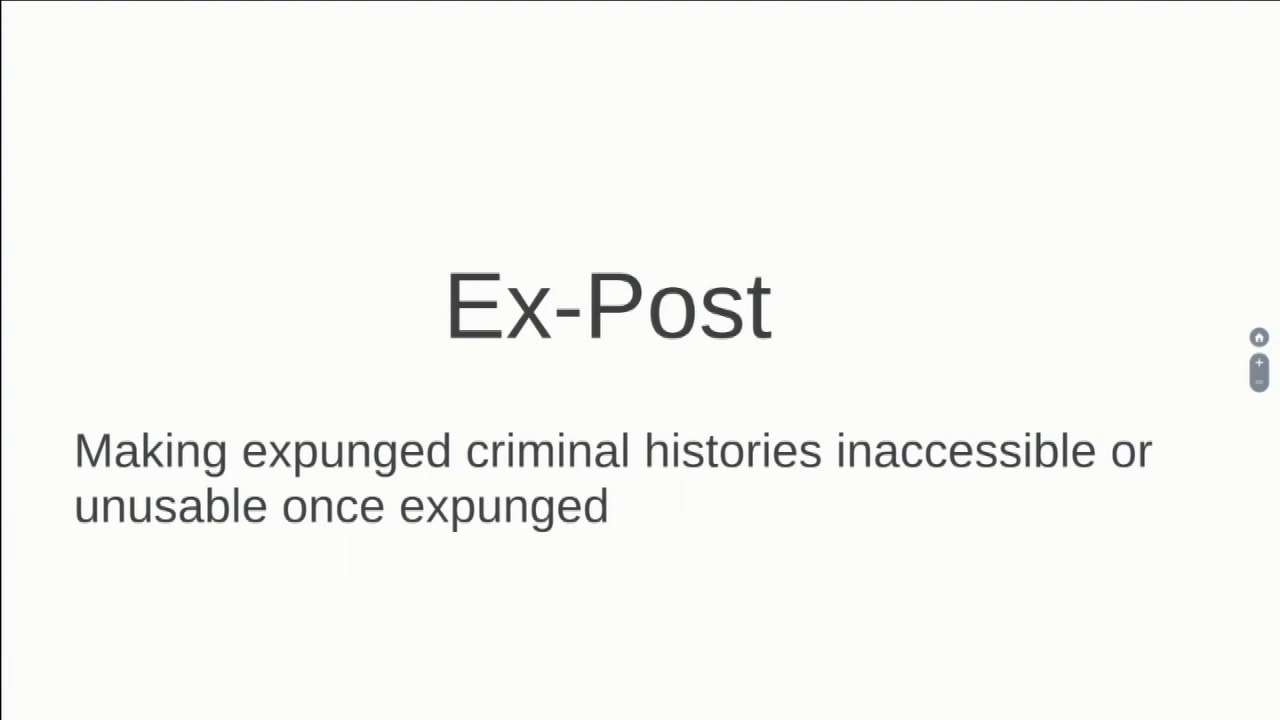 Ex-Post
Making expunged criminal histories inaccessible or
unusable once expunged